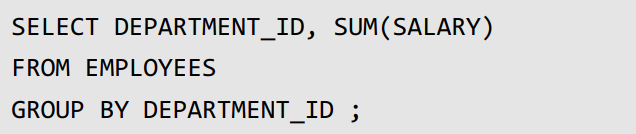 SELECT DEPARTMENT_ID, SUM(SALARY)
FROM EMPLOYEES
GROUP BY DEPARTMENT_ID ;